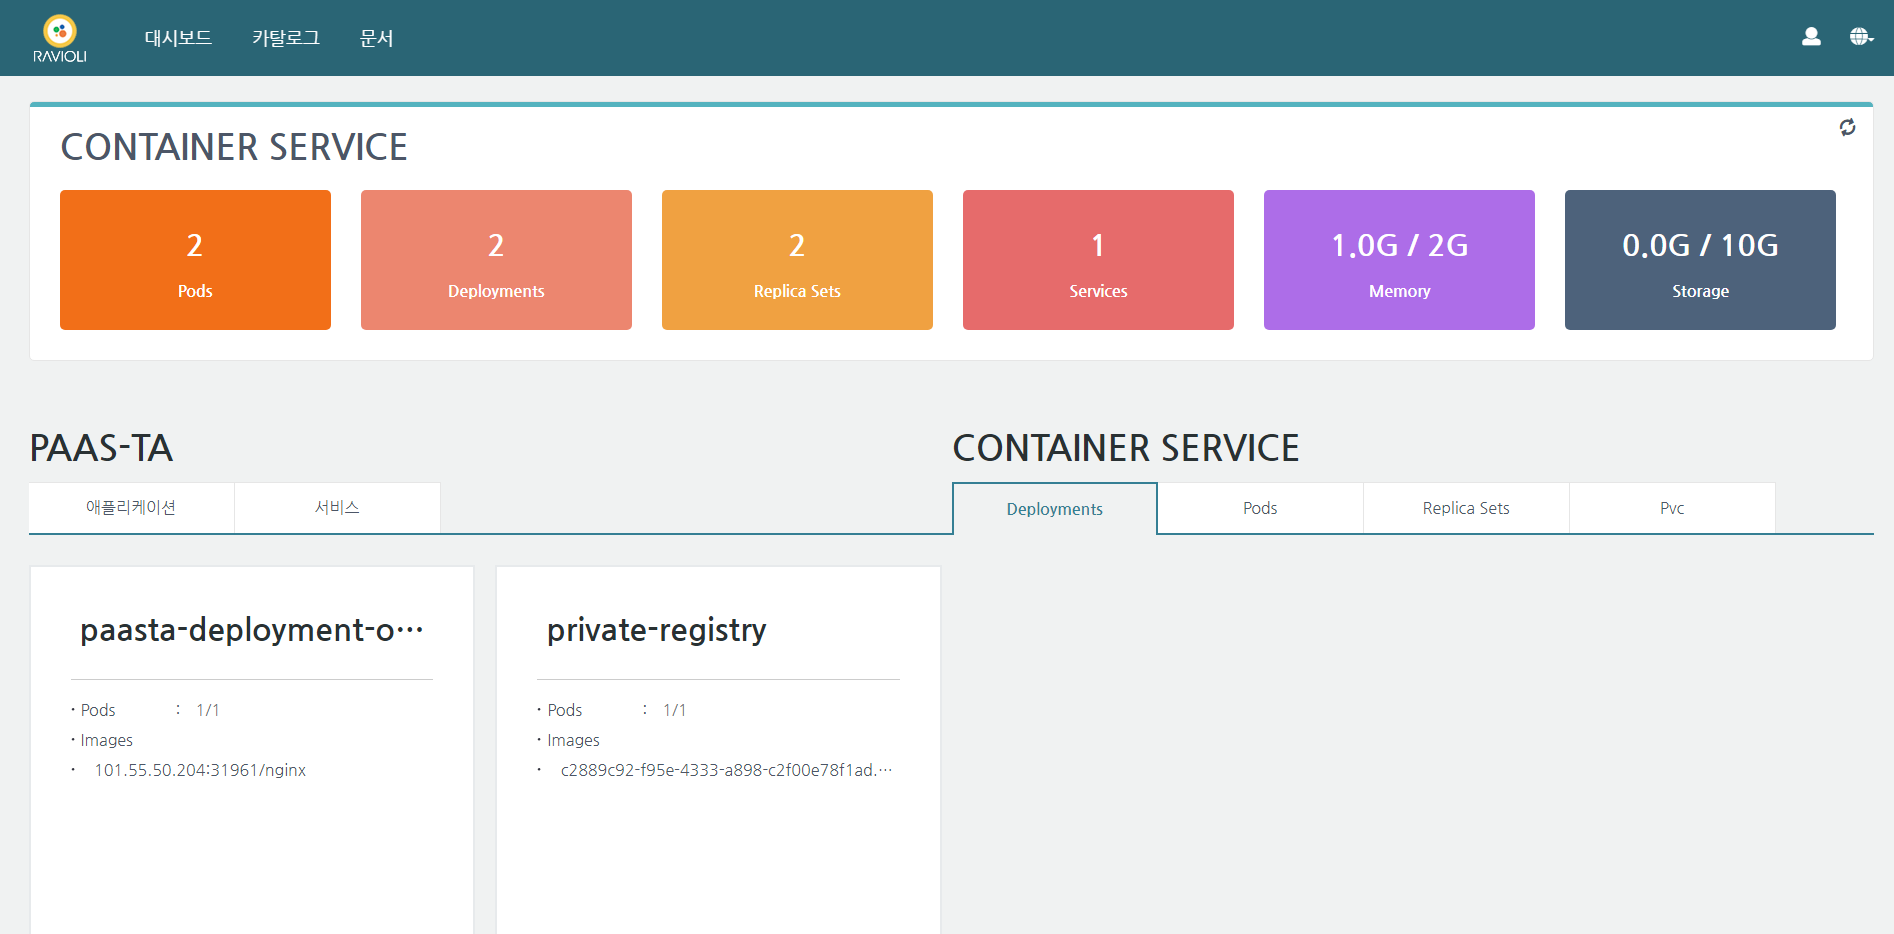 RAVIOLI
대시보드 카탈로그 문서
CONTAINER SERVICE
2
Pods
2
Deployments
2
Replica Sets
1
Services
1.0G / 2G
Memory
0.0G / 10G
Storage
PAAS-TA
애플리케이션 서비스
CONTAINER SERVICE
Deployments Pods Replica Sets Pvc
paasta-deployment-o···
· Pods : 1/1
· Images
· 101.55.50.204:31961/nginx
private-registry
· Pods : 1/1
· Images
· c2889c92-f95e-4333-a898-c2f00e78f1ad.···